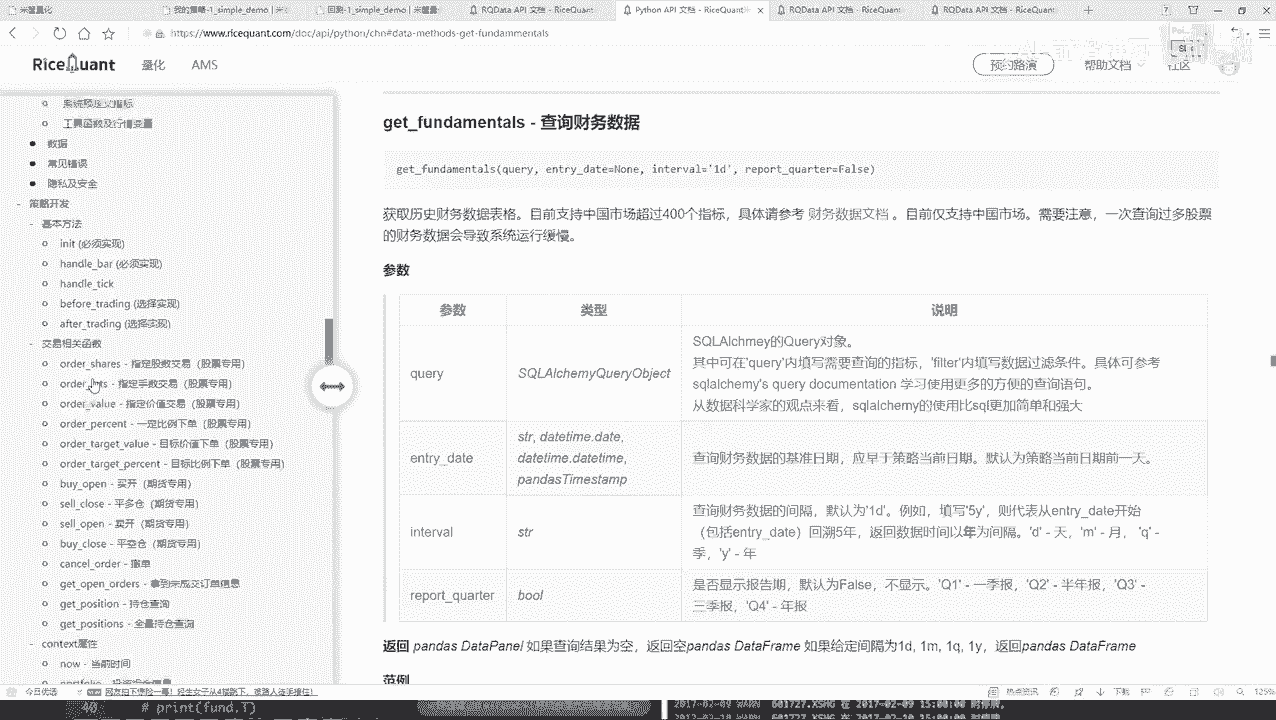 米筐量化
我的策略-1_simple_demo | 米
回测-1_simple_demo | 米筐量
RQData API 文档 - RiceQuant
Python API 文档 - RiceQuant
RQData API 文档 - RiceQuant
RQData API 文档 - RiceQuant
https://www.ricequant.com/doc/api/python/chn#data-methods-get-fundammentals
RiceQuant
量化
AMS
预约路演
帮助文档
社区
系统预定义指标
工具函数及行情变量
数据
常见错误
隐私及安全
策略开发
基本方法
init (必须实现)
handle_bar (必须实现)
handle_tick
before_trading (选择实现)
after_trading (选择实现)
交易相关函数
order_shares - 指定股数交易（股票专用）
order_lots - 指定手数交易（股票专用）
order_value - 指定价值交易（股票专用）
order_percent - 一定比例下单（股票专用）
order_target_value - 目标价值下单（股票专用）
order_target_percent - 目标比例下单（股票专用）
buy_open - 买开（期货专用）
sell_close - 平多仓（期货专用）
sell_open - 卖开（期货专用）
buy_close - 平空仓（期货专用）
cancel_order - 撤单
get_open_orders - 拿到未成交订单信息
get_position - 持仓查询
get_positions - 全量持仓查询
context属性
now - 当前时间
get_fundamentals - 查询财务数据
get_fundamentals(query, entry_date=None, interval='1d', report_quarter=False)
获取历史财务数据表格。目前支持中国市场超过400个指标，具体请参考 财务数据文档 。目前仅支持中国市场。需要注意，一次查询过多股票
的财务数据会导致系统运行缓慢。
参数
参数 类型 说明
SQLAlchmey的Query对象。
其中可在'query'内填写需要查询的指标，'filter'内填写数据过滤条件。具体可参考
query SQLAlchemyQueryObject
sqlalchemy's query documentation 学习使用更多的方便的查询语句。
从数据科学家的观点来看，sqlalchemy的使用比sql更加简单和强大
str, datetime.date,
entry_date datetime.datetime, 查询财务数据的基准日期，应早于策略当前日期。默认为策略当前日期前一天。
pandasTimestamp
查询财务数据的间隔，默认为'1d'。例如，填写'5y'，则代表从entry_date开始
interval str （包括entry_date）回溯5年，返回数据时间以年为间隔。'd' - 天，'m' - 月， 'q' -
季，'y' - 年
是否显示报告期，默认为False，不显示。'Q1' - 一季报，'Q2' - 半年报，'Q3' -
report_quarter bool
三季报，'Q4' - 年报
返回 pandas DataPanel 如果查询结果为空，返回空pandas DataFrame 如果给定间隔为1d, 1m, 1q, 1y，返回pandas DataFrame
范例
今日优选
热点资讯
下载
125%
40 # print(fund.T)
2017-02-09 WARN 601727.XSHG 在 2017-02-09 15:00:00 时停牌。